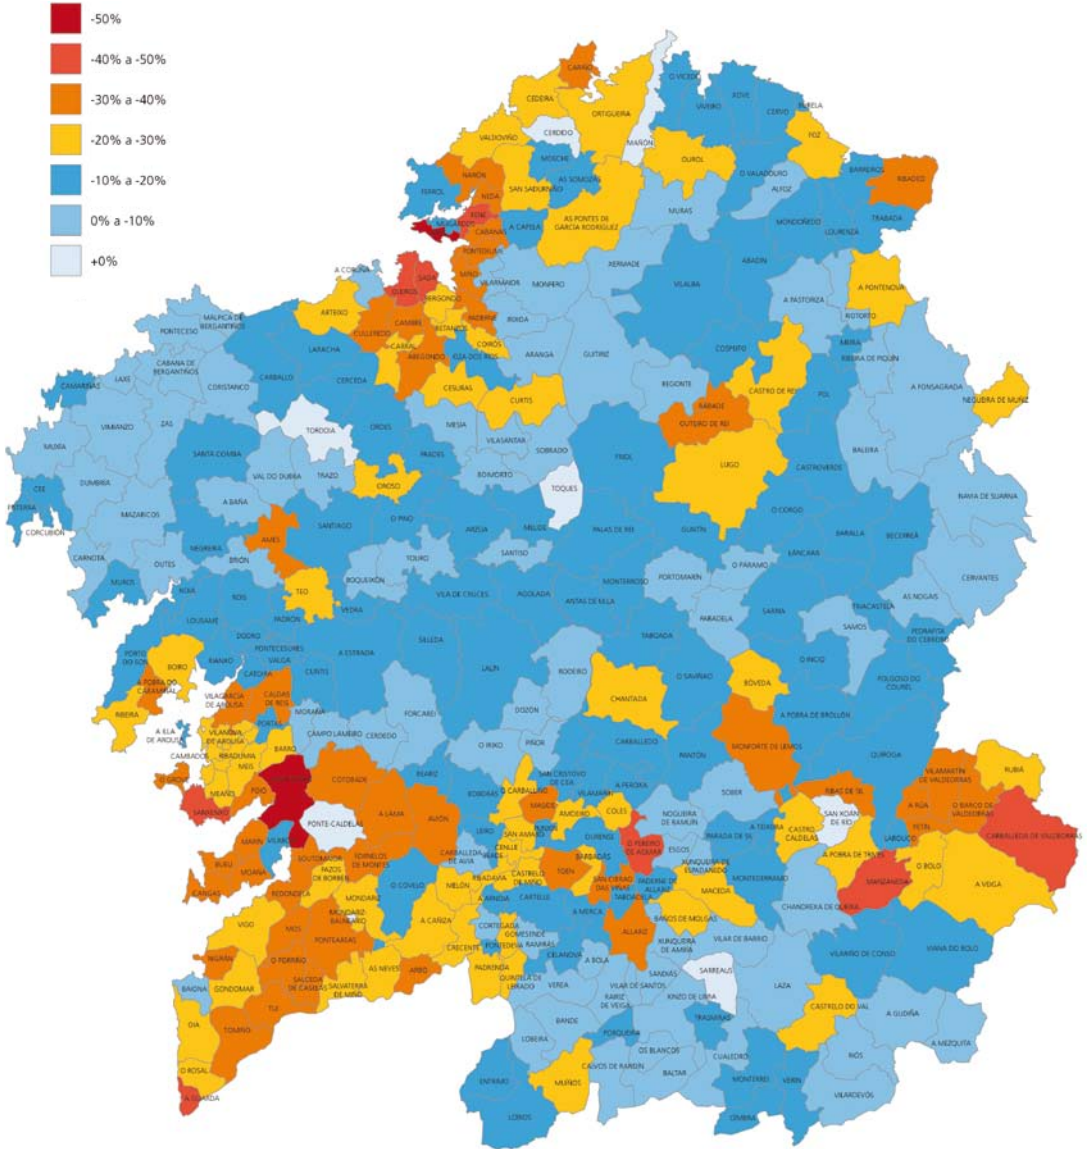 -50%
-40% a -50%
-30% a -40%
-20% a -30%
-10% a -20%
0% a -10%
+0%
CARIÑO
O VICEDO
CEDEIRA
ORTIGUEIRA
VIVEIRO
XOVE
CERVO
BURELA
VALDOVIÑO
CERDIDO
MAÑON
FOZ
MOECHE
OUROL
NARÓN
FERROL
SAN SADURNIÑO
AS SOMOZAS
O VALADOURO
ALFOZ
BARREIROS
RIBADEO
NEDA
FENE
MUGARDOS
CABANAS
A CAPELA
AS PONTES DE
GARCÍA RODRÍGUEZ
MURAS
MONDOÑEDO
LOURENZA
TRABADA
PONTEDEUME
A CORUÑA
SADA
OLEIROS
MIÑO
VILARMAIOR
MONFERO
XERMADE
VILALBA
ABADÍN
A PASTORIZA
A PONTENOVA
BERGONDO
ARTEIXO
CAMBRE
CULLEREDO
BETANZOS
PADERNE
IRIXOA
RIOTORTO
MALPICA DE
BERGANTIÑOS
PONTECESO
LARACHA
CARRAL
ABEGONDO
COIRÓS
OZA DOS RÍOS
ARANGA
GUITIRIZ
COSPEITO
MEIRA
RIBEIRA DE PIQUÍN
CABANA DE
BERGANTIÑOS
LAXE
CAMARIÑAS
CORISTANCO
CARBALLO
CERCEDA
CESURAS
CURTIS
BEGONTE
CASTRO DE REI
POL
A FONSAGRADA
NEGUEIRA DE MUÑIZ
RÁBADE
OUTEIRO DE REI
VIMIANZO
ZAS
TORDOIA
ORDES
MESÍA
VILASANTAR
MUXÍA
SANTA COMBA
FRADES
SOBRADO
FRIOL
LUGO
CASTROVERDE
BALEIRA
DUMBRÍA
VAL DO DUBRA
TRAZO
OROSO
BOIMORTO
TOQUES
CEE
FISTERRA
A BAÑA
MAZARICOS
SANTIAGO
O PINO
ARZÚA
MELIDE
PALAS DE REI
GUNTÍN
O CORGO
NAVIA DE SUARNA
CORCUBIÓN
NEGREIRA
AMES
BARALLA
BECERREÁ
CARNOTA
OUTES
BRIÓN
TOURO
SANTISO
O PÁRAMO
LÁNCARA
MUROS
NOIA
ROIS
TEO
BOQUEIXÓN
PORTOMARÍN
MONTERROSO
CERVANTES
VEDRA
VILA DE CRUCES
AGOLADA
ANTAS DE ULLA
AS NOGAIS
LOUSAME
PADRÓN
PARADELA
SARRIA
TRIACASTELA
SAMOS
DODRO
PONTECESURES
SILLEDA
TABOADA
PEDRAFITA
DO CEBREIRO
PORTO
DO SON
BOIRO
RIANXO
VALGA
A ESTRADA
LALÍN
O INCIO
CATOIRA
CUNTIS
RODEIRO
O SAVIÑAO
BÓVEDA
FOLGOSO DO
COUREL
A POBRA DO
CARAMIÑAL
VILAGARCÍA
DE AROUSA
CALDAS
DE REIS
CHANTADA
RIBEIRA
MORAÑA
FORCAREI
DOZÓN
A POBRA DE BROLLÓN
A ILLA
DE AROUSA
VILANOVA
DE AROUSA
PORTAS
CAMPO LAMEIRO
CERDEDO
O IRIXO
PIÑOR
CARBALLEDO
MONFORTE DE LEMOS
QUIROGA
CAMBADOS
RIBADUMIA
BARRO
MEIS
PANTÓN
O GROVE
MEAÑO
POIO
COTOBADE
BEARIZ
SAN CRISTOVO
DE CEA
A PEROXA
SOBER
RIBAS DE SIL
VILAMARTÍN
DE VALDEORRAS
RUBIÁ
SANXENXO
BOBORÁS
O CARBALLIÑO
MASIDE
VILAMARÍN
A RÚA
O BARCO DE
VALDEORRAS
A LAMA
AVIÓN
AMOEIRO
COLES
NOGUEIRA
DE RAMUÍN
SAN XOÁN
DE RÍO
PETÍN
CARBALLEDA DE VALDEORRAS
MARÍN
PONTE-CALDELAS
LEIRO
SAN AMARO
PUNXÍN
OURENSE
PARADA DE SIL
A TEIXEIRA
CASTRO
CALDELAS
LAROUCO
BUEU
MOAÑA
SOUTOMAIOR
FORNELOS
DE MONTES
CARBALLEDA
DE AVIA
CENLLE
BARBADÁS
O PEREIRO
DE AGUIAR
ESGOS
XUNQUEIRA DE
ESPADANEDO
A POBRA DE TRIVES
O BOLO
CANGAS
REDONDELA
PAZOS
DE BORBÉN
O COVELO
MELÓN
RIBADAVIA
CASTRELO
DE MIÑO
TOÉN
SAN CIBRAO
DAS VIÑAS
PADERNE DE
ALLARIZ
MACEDA
MONTEDERRAMO
MANZANEDA
A VEIGA
MONDARIZ
A ARNOIA
CARTELLE
TABOADELA
VIGO
MOS
MONDARIZ-
BALNEARIO
A CAÑIZA
CORTEGADA
A MERCA
ALLARIZ
BAÑOS DE MOLGAS
CHANDREXA DE QUEIXA
PONTEAREAS
CRECENTE
GOMESENDE
PONTEDEVA
RAMIRÁS
CELANOVA
XUNQUEIRA
DE AMBÍA
VILAR DE BARRIO
VILARIÑO DE CONSO
VIANA DO BOLO
NIGRÁN
O PORRIÑO
AS NEVES
ARBO
PADRENDA
A BOLA
BAIONA
GONDOMAR
SALCEDA
DE CASELAS
SALVATERRA
DE MIÑO
QUINTELA DE
LEIRADO
VEREA
SANDIÁS
SARREAUS
LAZA
VILAR DE SANTOS
RAIRIZ
DE VEIGA
XINZO DE LIMIA
CASTRELO DO VAL
A GUDIÑA
OIA
TUI
TOMIÑO
BANDE
TRASMIRAS
LOBEIRA
PORQUEIRA
OS BLANCOS
CUALEDRO
A MEZQUITA
O ROSAL
RIÓS
A GUARDA
ENTRIMO
MUÍÑOS
CALVOS DE RANDÍN
BALTAR
MONTERREI
VERÍN
VILARDEVÓS
LOBIOS
OÍMBRA